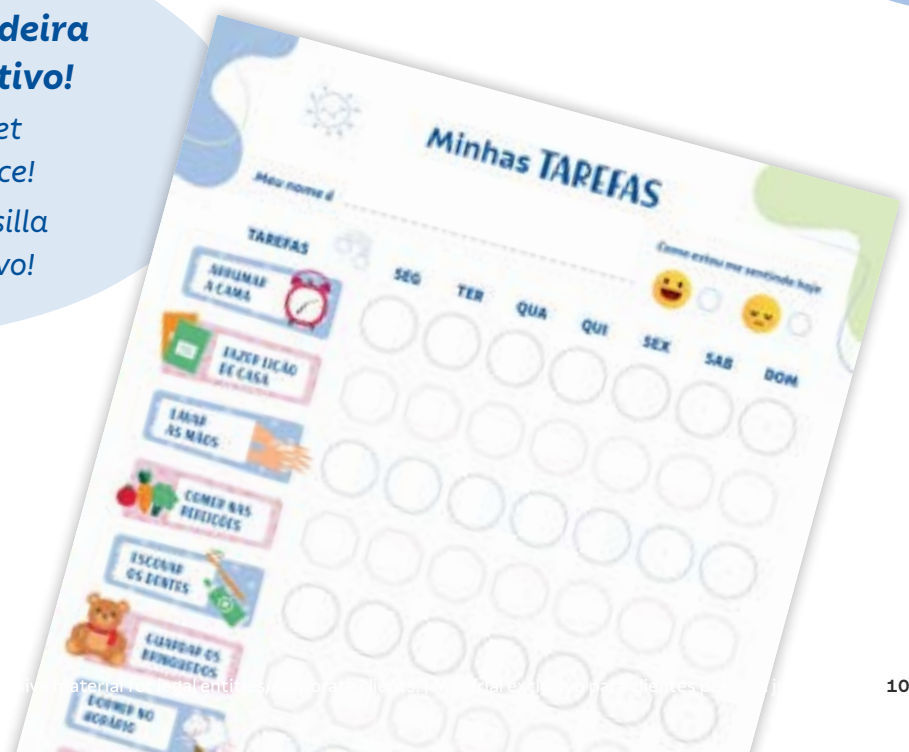 deira
tivo!
et
ce!
silla
vo!
Minhas TAREFAS
Meu nome é
Como estou me sentindo hoje
TAREFAS
SEG TER QUA QUI SEX SAB DOM
ARRUMAR
A CAMA
FAZER LIÇÃO
DE CASA
LAVAR
AS MÃOS
COMER NAS
REFEIÇÕES
ESCOVAR
OS DENTES
GUARDAR OS
BRINQUEDOS
DORMIR NO
HORÁRIO
10